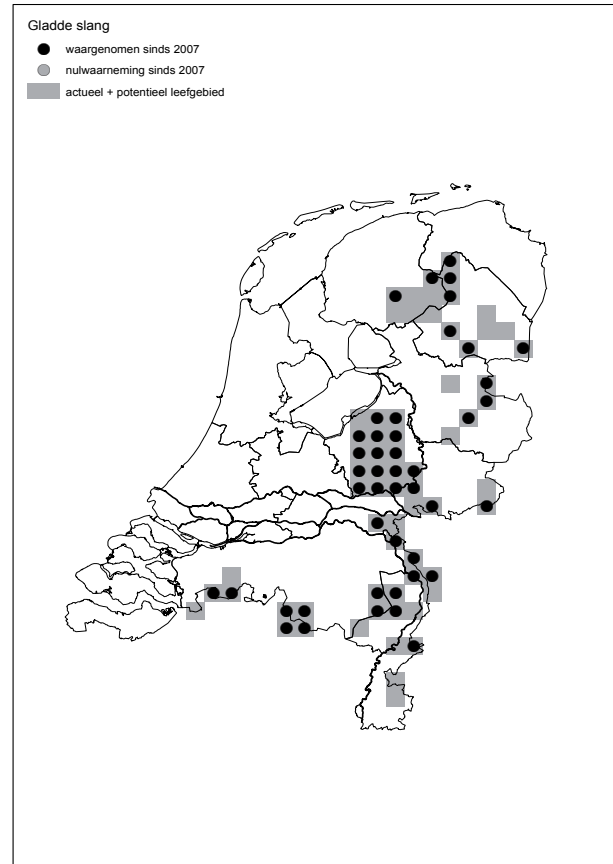 Gladde slang
waargenomen sinds 2007
nulwaarneming sinds 2007
actueel + potentieel leefgebied